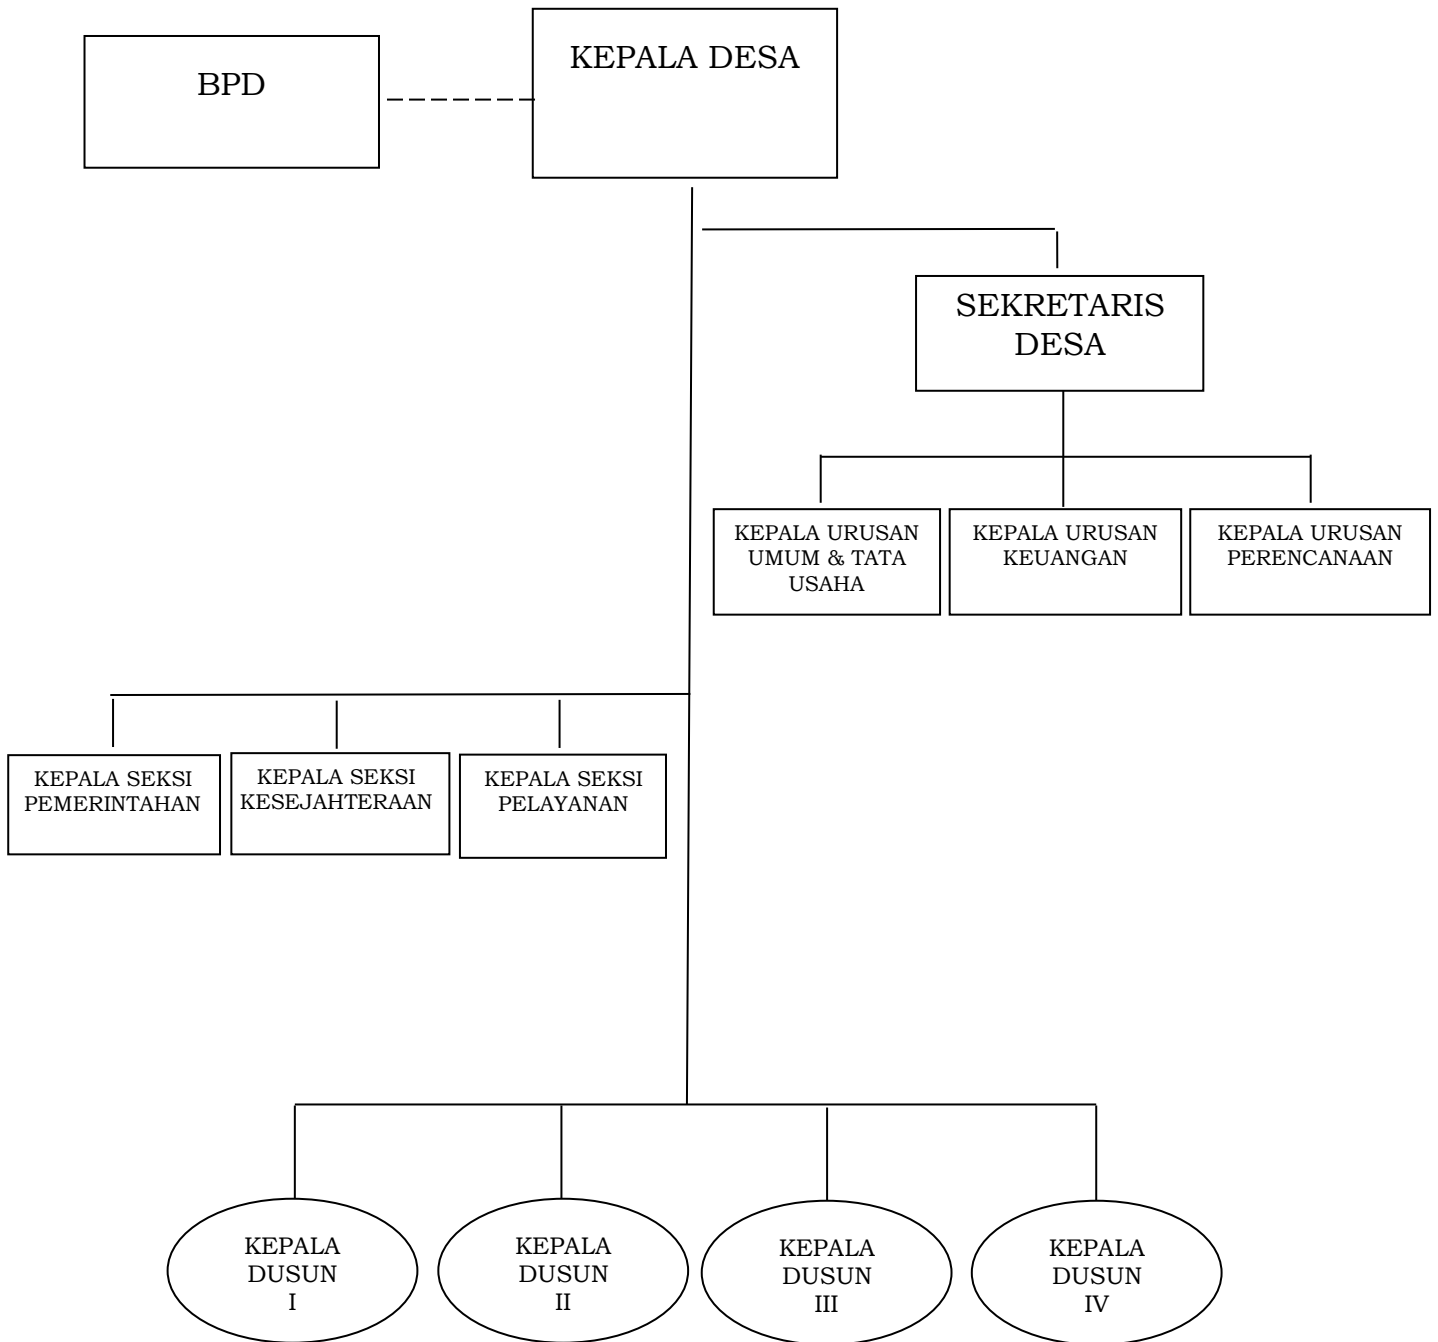 BPD
KEPALA DESA
SEKRETARIS
DESA
KEPALA URUSAN
UMUM & TATA
USAHA
KEPALA URUSAN
KEUANGAN
KEPALA URUSAN
PERENCANAAN
KEPALA SEKSI
PEMERINTAHAN
KEPALA SEKSI
KESEJAHTERAAN
KEPALA SEKSI
PELAYANAN
KEPALA
DUSUN
I
KEPALA
DUSUN
II
KEPALA
DUSUN
III
KEPALA
DUSUN
IV